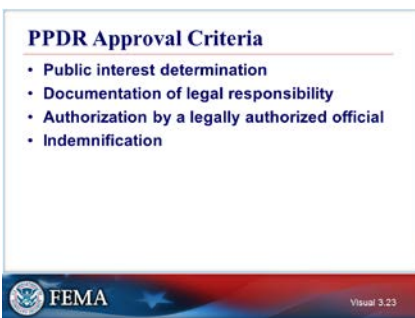 PPDR Approval Criteria
• Public interest determination
• Documentation of legal responsibility
• Authorization by a legally authorized official
• Indemnification
FEMA
Visual 3.23